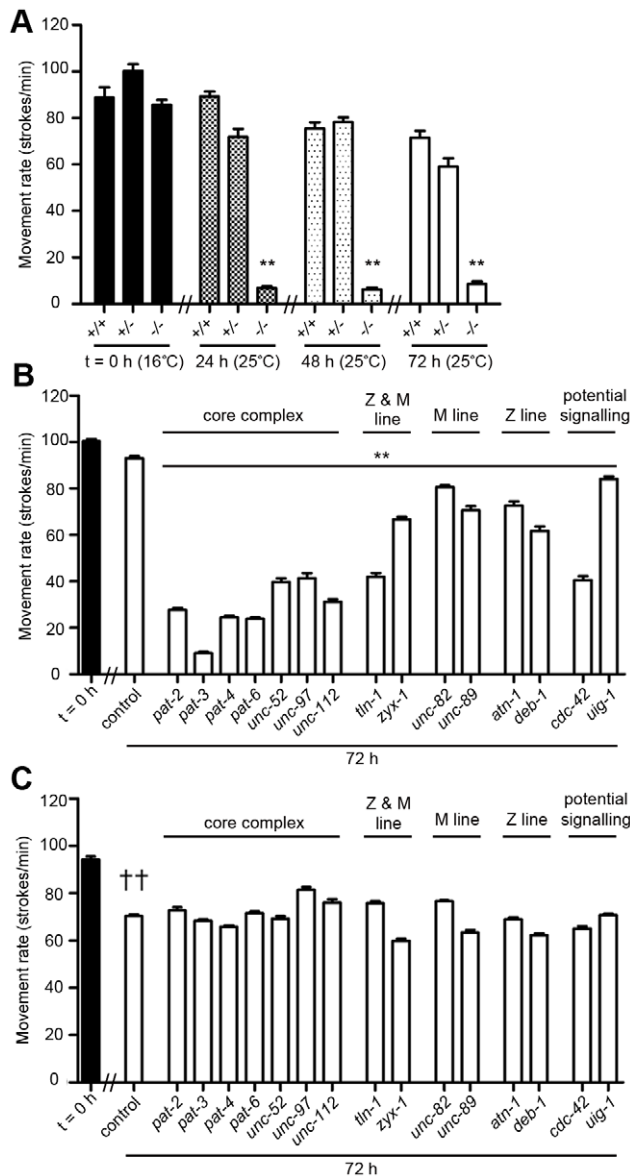 A
Movement rate (strokes/min)
120
100
80
60
40
20
0
** ** **
+/+ +/- -/- +/+ +/- -/- +/+ +/- -/- +/+ +/- -/-
t = 0 h (16°C) 24 h (25°C) 48 h (25°C) 72 h (25°C)
B
Movement rate (strokes/min)
120
100
80
60
40
20
0
core complex
Z & M
line
M line
Z line
potential
signalling
**
t = 0 h control pat-2 pat-3 pat-4 pat-6 unc-52 unc-97 unc-112 tln-1 zyx-1 unc-82 unc-89 atn-1 deb-1 cdc-42 uig-1
72 h
C
Movement rate (strokes/min)
120
100
80
60
40
20
0
core complex
Z & M
line
M line
Z line
potential
signalling
††
t = 0 h control pat-2 pat-3 pat-4 pat-6 unc-52 unc-97 unc-112 tln-1 zyx-1 unc-82 unc-89 atn-1 deb-1 cdc-42 uig-1
72 h